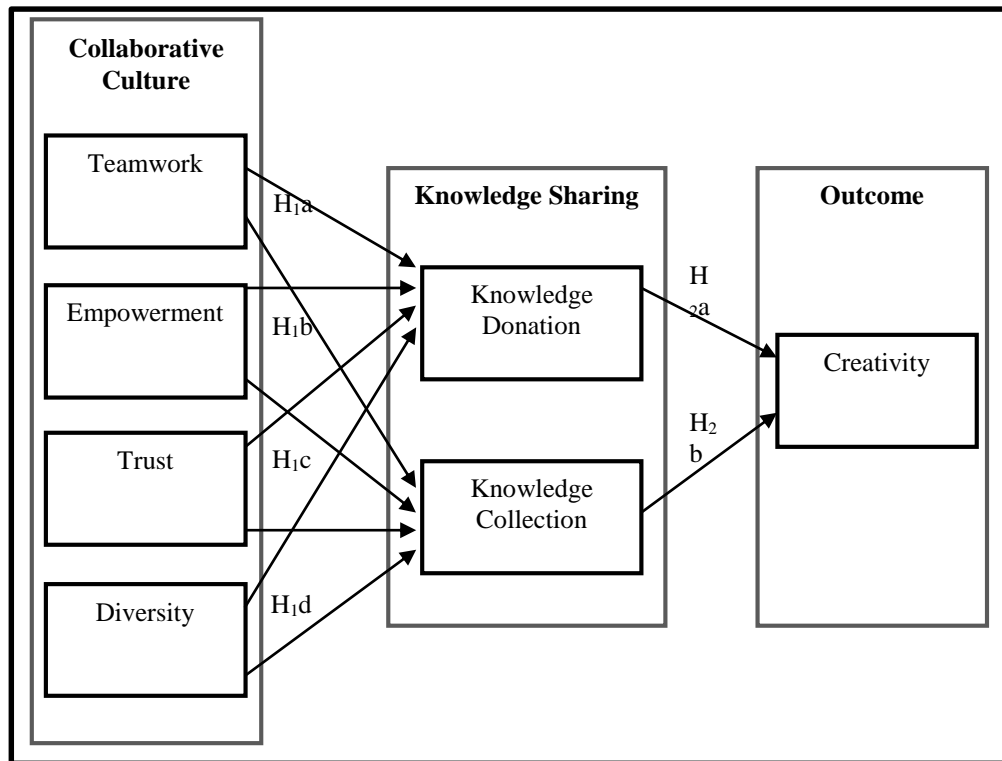 Collaborative
Culture
Teamwork
Empowerment
Trust
Diversity
H₁a
H₁b
H₁c
H₁d
Knowledge Sharing
Knowledge
Donation
Knowledge
Collection
H
₂a
H₂
b
Outcome
Creativity